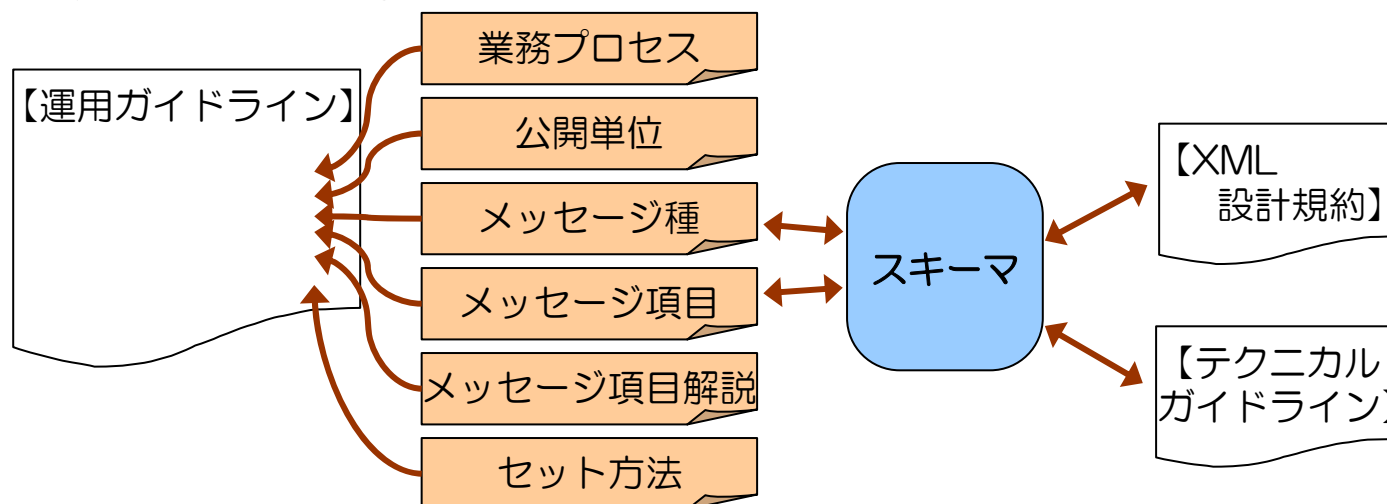 業務プロセス
【運用ガイドライン】
公開単位
メッセージ種
メッセージ項目
メッセージ項目解説
セット方法
スキーマ
【XML
設計規約】
【テクニカル
ガイドライン】